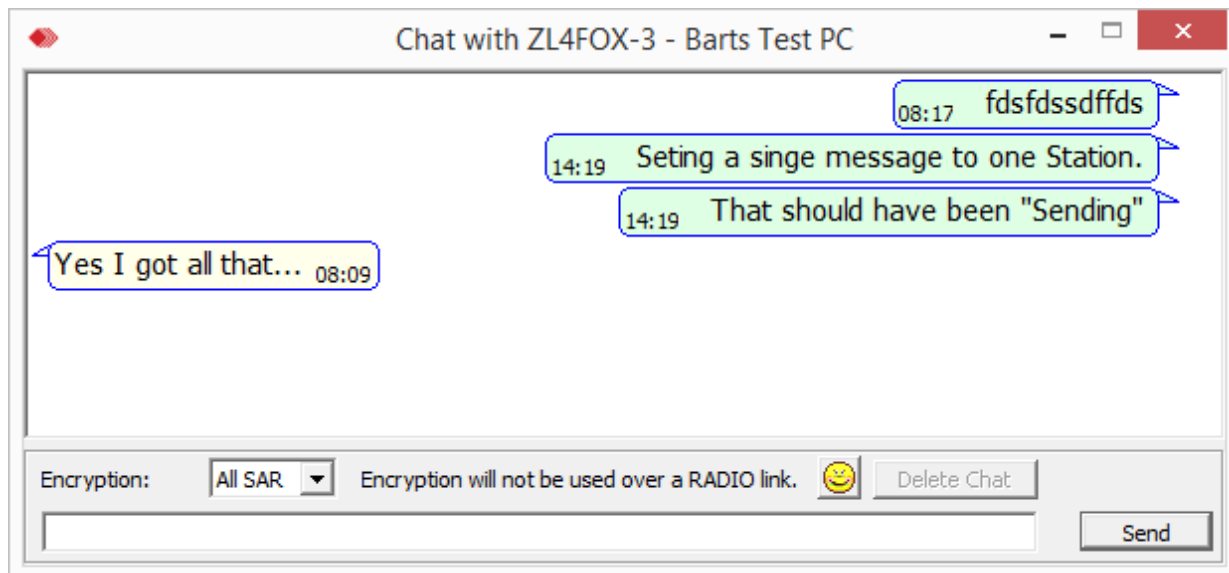 Chat with ZL4FOX-3 - Barts Test PC
08:17 fdsfdssdffds
14:19 Seting a singe message to one Station.
14:19 That should have been "Sending"
Yes I got all that... 08:09
Encryption: All SAR Encryption will not be used over a RADIO link. Delete Chat
Send